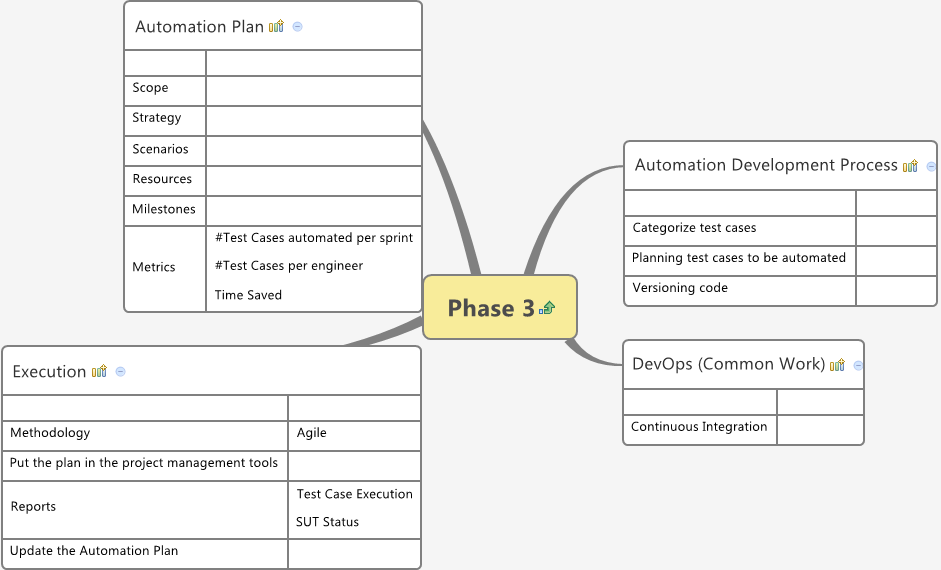 Automation Plan
Scope
Strategy
Scenarios
Resources
Milestones
Metrics
#Test Cases automated per sprint
#Test Cases per engineer
Time Saved
Automation Development Process
Categorize test cases
Planning test cases to be automated
Versioning code
Phase 3
DevOps (Common Work)
Continuous Integration
Execution
Methodology
Agile
Put the plan in the project management tools
Reports
Test Case Execution
SUT Status
Update the Automation Plan